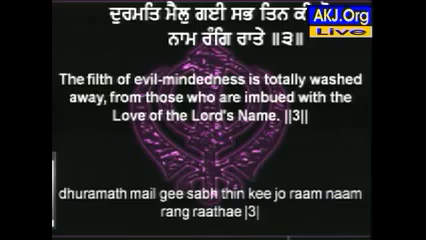 ਦੁਰਮਤਿ ਮੈਲੁ ਗਈ ਸਭ ਤਿਨ ਕੀ
AKJ.Org
ਨਾਮ ਰੰਗਿ ਰਾਤੇ ॥੩॥
Live
The filth of evil-mindedness is totally washed
away, from those who are imbued with the
Love of the Lord's Name. ||3||
dhuramath mail gee sabh thin kee jo raam naam
rang raathae |3|